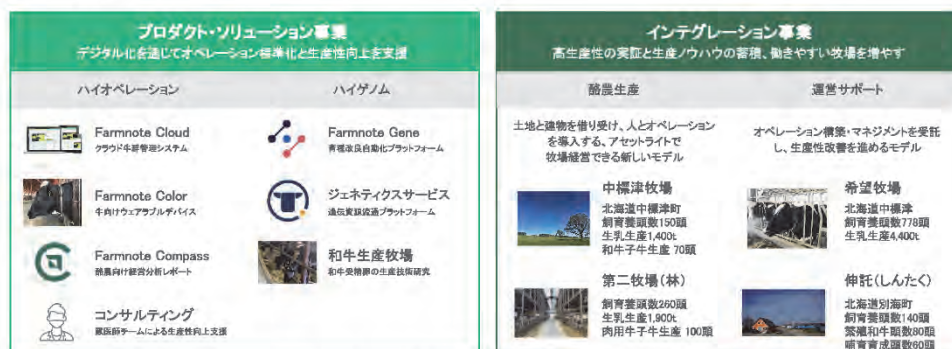 プロダクト・ソリューション事業
デジタル化を通じてオペレーション標準化と生産性向上を支援
ハイオペレーション
ハイゲノム
Farmnote Cloud
クラウド牛群管理システム
Farmnote Color
牛向けウェアラブルデバイス
Farmnote Compass
酪農向け経営分析レポート
コンサルティング
獣医師チームによる生産性向上支援
Farmnote Gene
育種改良自動化プラットフォーム
ジェネティクスサービス
遺伝資源流通プラットフォーム
和牛生産牧場
和牛受精卵の生産技術研究
インテグレーション事業
高生産性の実証と生産ノウハウの蓄積、働きやすい牧場を増やす
酪農生産
運営サポート
土地と建物を借り受け、人とオペレーション
を導入する、アセットライトで
牧場経営できる新しいモデル
中標津牧場
北海道中標津町
飼育養頭数150頭
生乳生産1,400t
和牛子牛生産 70頭
第二牧場(林)
飼育養頭数260頭
生乳生産1,900t
肉用牛子牛生産 100頭
オペレーション構築・マネジメントを受託
し、生産性改善を進めるモデル
希望牧場
北海道中標津
飼育養頭数778頭
生乳生産4,400t
伸託(しんたく)
北海道別海町
飼育養頭数140頭
繁殖和牛頭数80頭
哺育育成頭数60頭